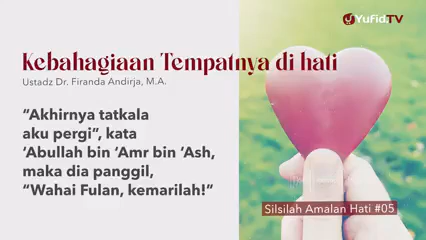 YufidTV
Kebahagiaan Tempatnya di hati
Ustadz Dr. Firanda Andirja, M.A.
“Akhirnya tatkala
aku pergi”, kata
‘Abullah bin ‘Amr bin ‘Ash,
maka dia panggil,
“Wahai Fulan, kemarilah!”
Silsilah Amalan Hati #05